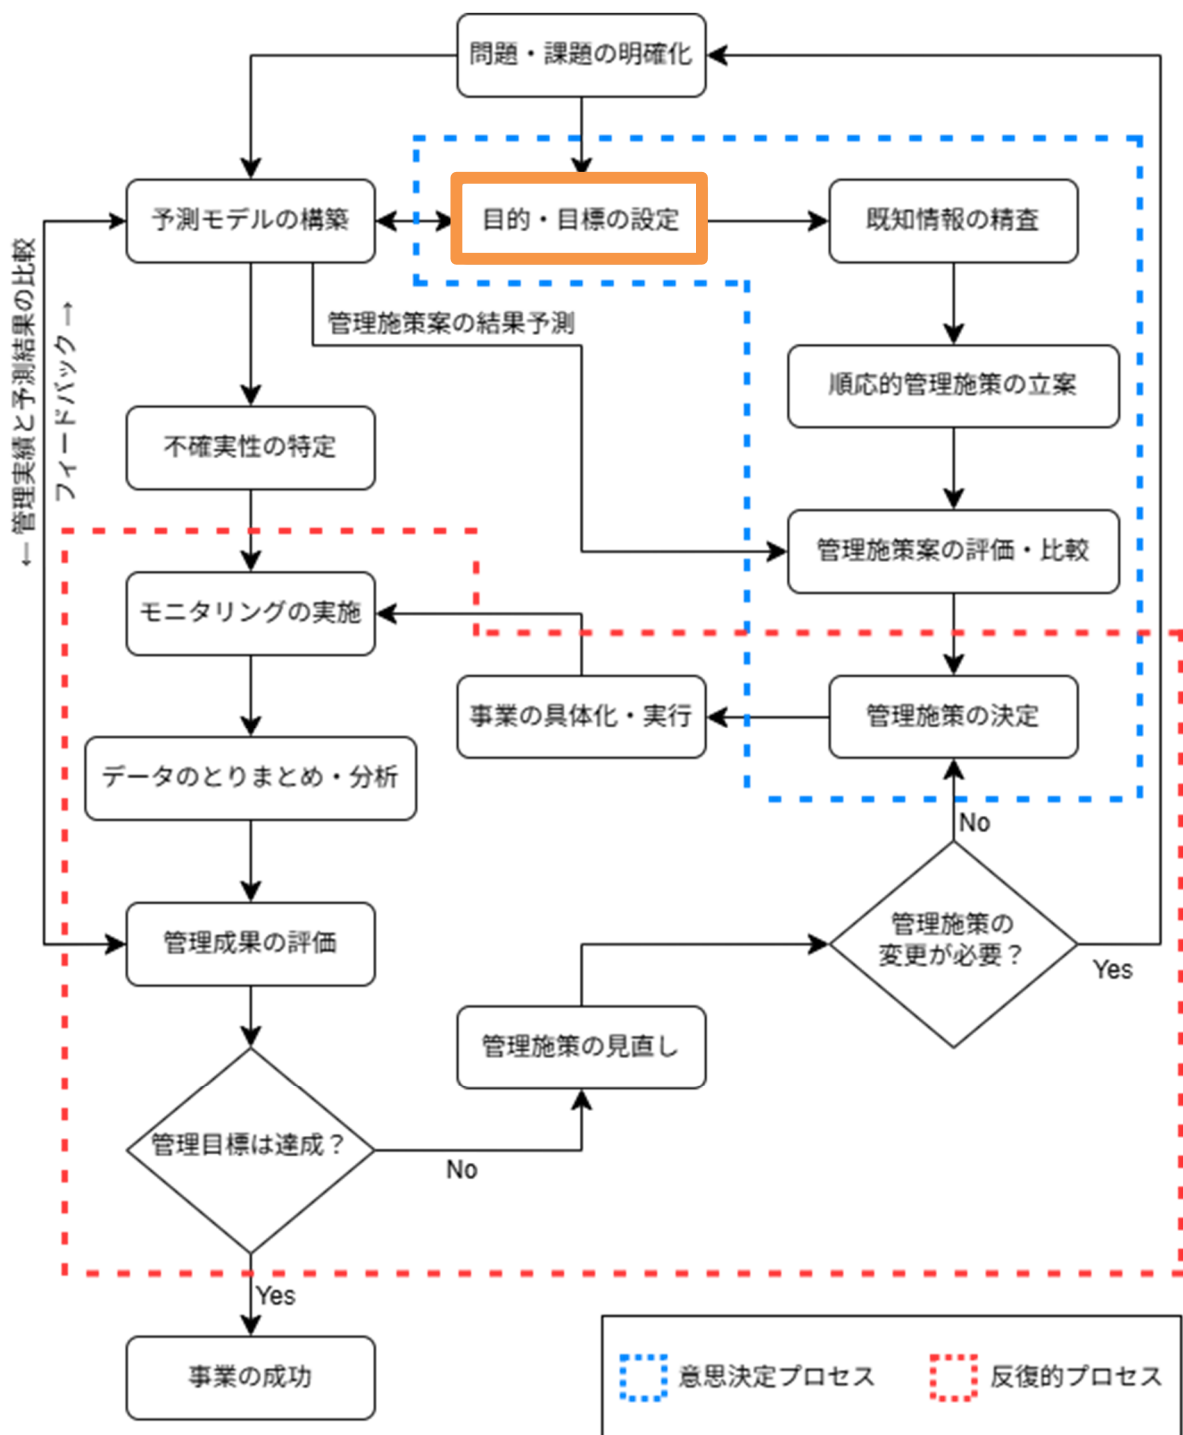 問題・課題の明確化
予測モデルの構築
目的・目標の設定
既知情報の精査
← 管理実績と予測結果の比較
フィードバック →
管理施策案の結果予測
順応的管理施策の立案
不確実性の特定
管理施策案の評価・比較
モニタリングの実施
事業の具体化・実行
管理施策の決定
データのとりまとめ・分析
No
管理成果の評価
管理施策の
変更が必要？
Yes
管理施策の見直し
管理目標は達成？
No
Yes
事業の成功
意思決定プロセス
反復的プロセス